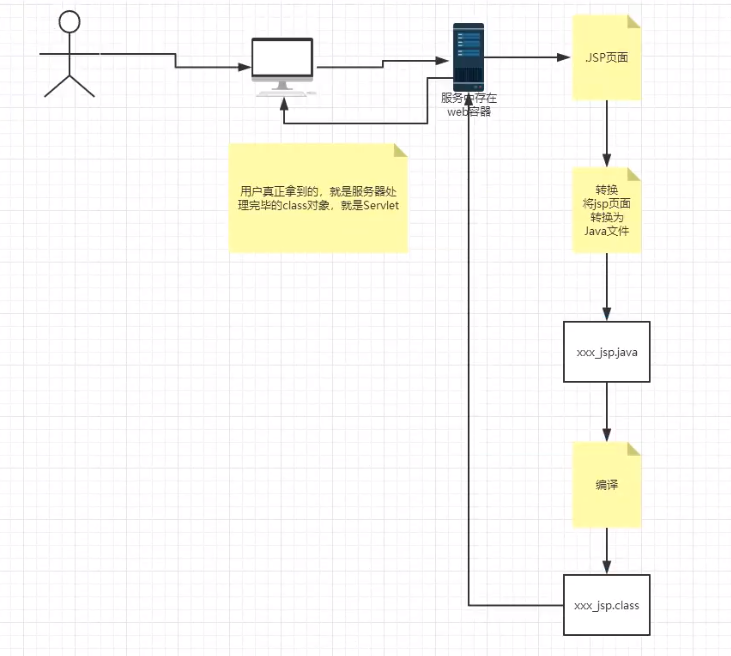 .JSP页面
服务中存在
web容器
用户真正拿到的，就是服务器处
理完毕的class对象，就是Servlet
转换
将jsp页面
转换为
Java文件
xxx_jsp.java
编译
xxx_jsp.class